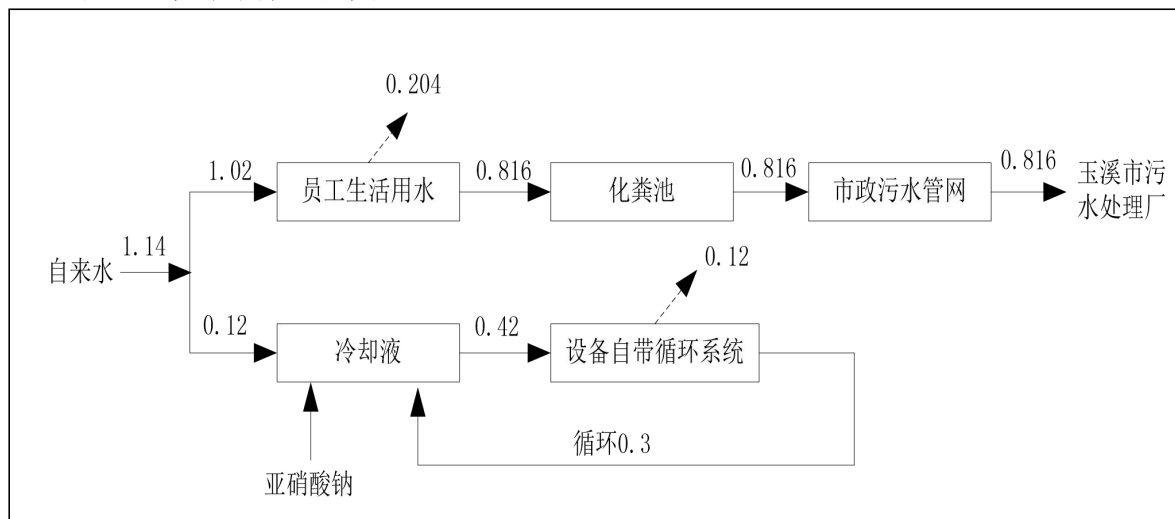 0.204
1.02
员工生活用水
0.816
化粪池
0.816
市政污水管网
0.816
玉溪市污
水处理厂
自来水
1.14
0.12
0.12
冷却液
0.42
设备自带循环系统
循环0.3
亚硝酸钠